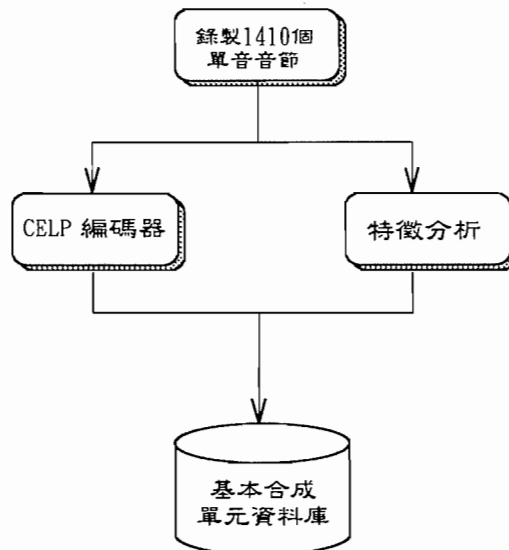 錄製1410個
單音音節
CELP 編碼器
特徵分析
基本合成
單元資料庫